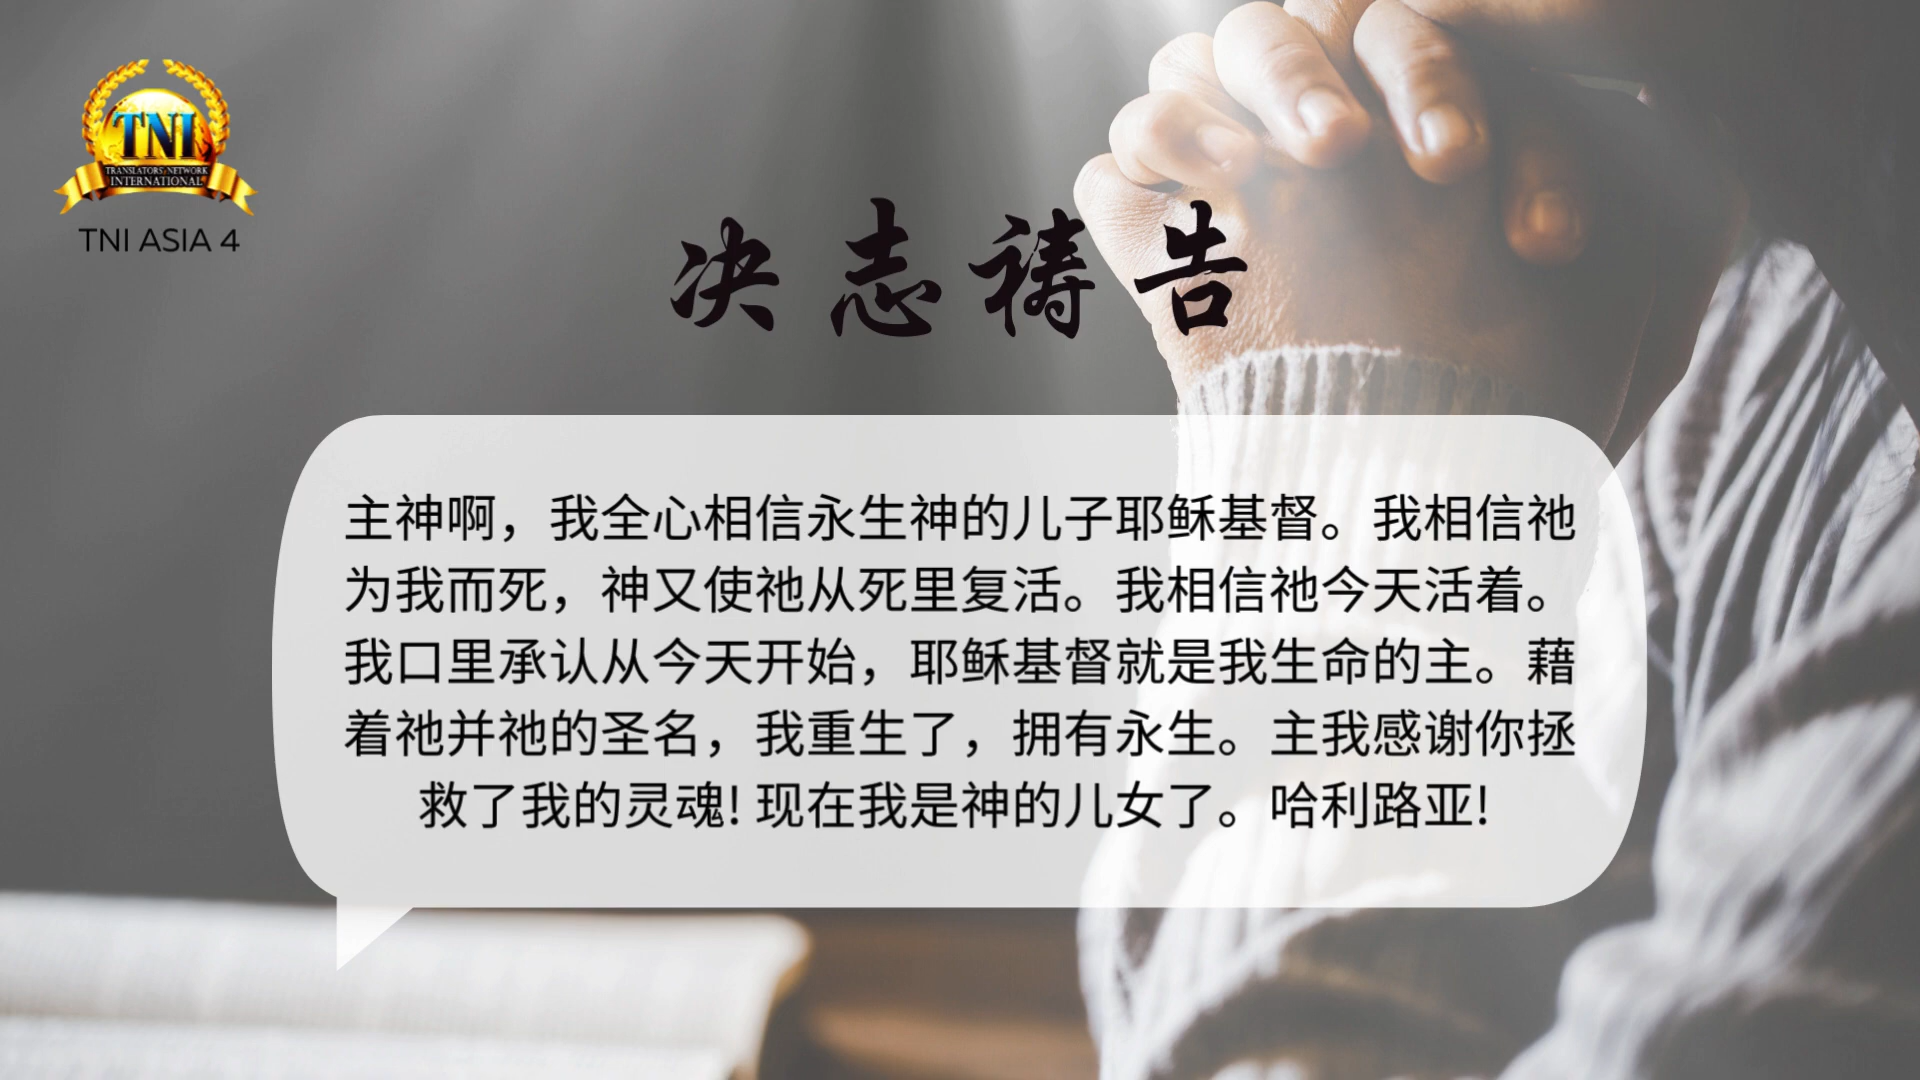 TNI
TRANSLATORS NETWORK
INTERNATIONAL
TNI ASIA 4
决志祷告
主神啊，我全心相信永生神的儿子耶稣基督。我相信祂
为我而死，神又使祂从死里复活。我相信祂今天活着。
我口里承认从今天开始，耶稣基督就是我生命的主。藉
着祂并祂的圣名，我重生了，拥有永生。主我感谢你拯
救了我的灵魂! 现在我是神的儿女了。哈利路亚!